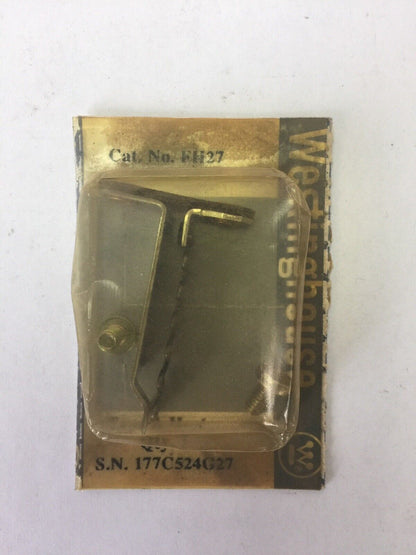 Cat. No. FH27
Westinghouse
S.N. 177C524G27
W